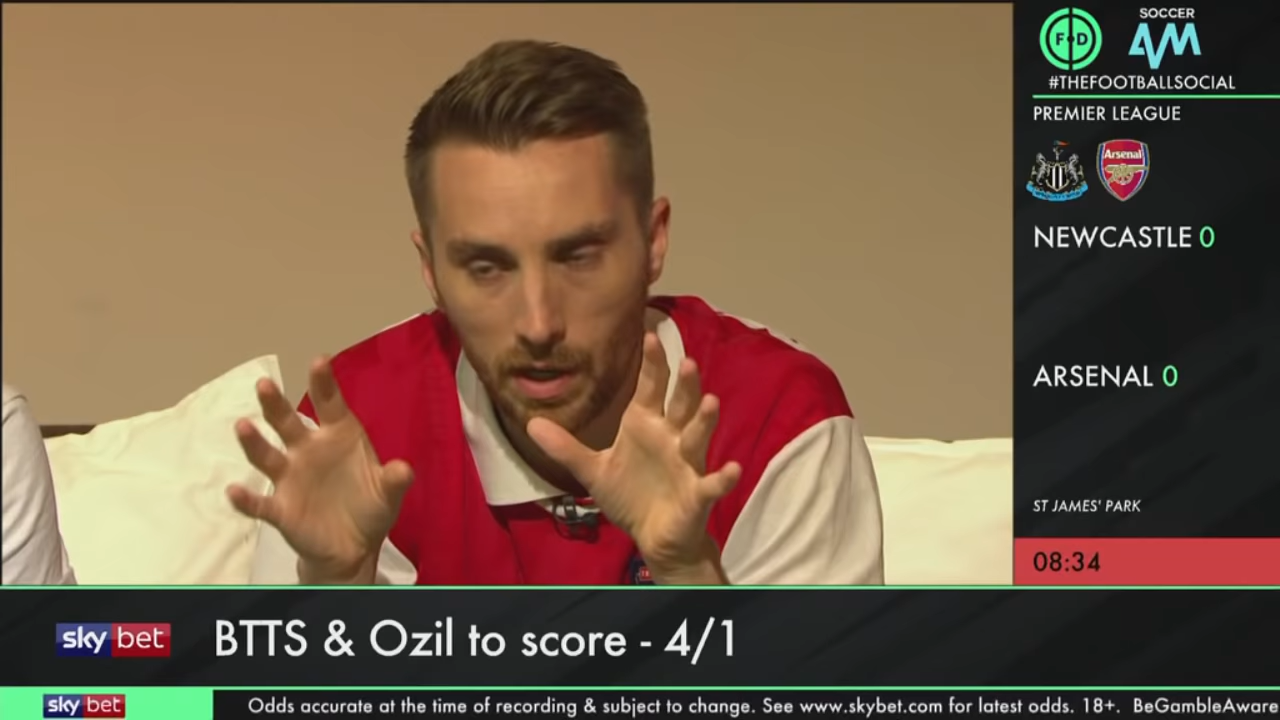 F D
SOCCER
AM
#THEFOOTBALLSOCIAL
PREMIER LEAGUE
Arsenal
NEWCASTLE 0
ARSENAL 0
ST JAMES' PARK
08:34
sky bet
BTTS & Ozil to score - 4/1
sky bet
Odds accurate at the time of recording & subject to change. See www.skybet.com for latest odds. 18+. BeGambleAware